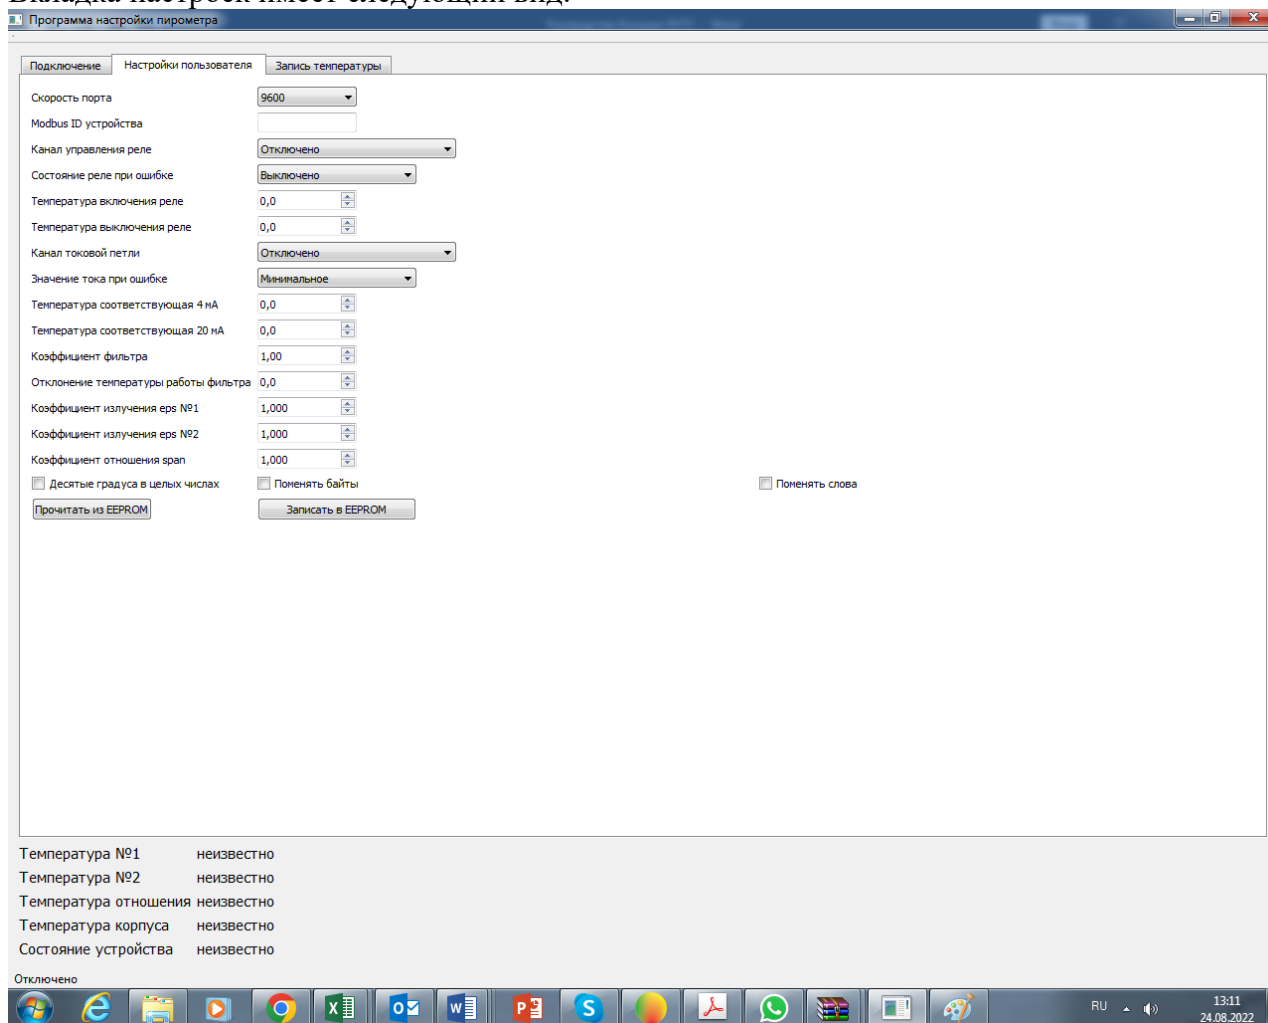 Вкладка настроек имеет следующий вид:
Программа настройки пирометра
Подключение Настройки пользователя Запись температуры
Скорость порта 9600
Modbus ID устройства
Канал управления реле Отключено
Состояние реле при ошибке Выключено
Температура включения реле 0,0
Температура выключения реле 0,0
Канал токовой петли Отключено
Значение тока при ошибке Минимальное
Температура соответствующая 4 мА 0,0
Температура соответствующая 20 мА 0,0
Коэффициент фильтра 1,00
Отклонение температуры работы фильтра 0,0
Коэффициент излучения eps №1 1,000
Коэффициент излучения eps №2 1,000
Коэффициент отношения span 1,000
Десятые градуса в целых числах Поменять байты Поменять слова
Прочитать из EEPROM Записать в EEPROM
Температура №1 неизвестно
Температура №2 неизвестно
Температура отношения неизвестно
Температура корпуса неизвестно
Состояние устройства неизвестно
Отключено
RU 13:11
24.08.2022